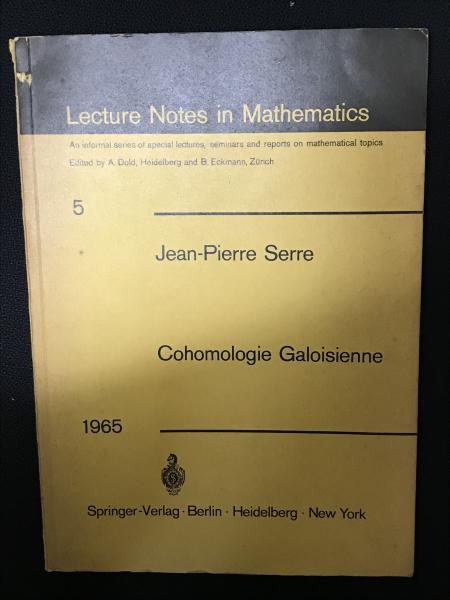 Lecture Notes in Mathematics
An informal series of special lectures, seminars and reports on mathematical topics
Edited by A. Dold, Heidelberg and B. Eckmann, Zürich
5
Jean-Pierre Serre
Cohomologie Galoisienne
1965
Springer-Verlag · Berlin · Heidelberg · New York